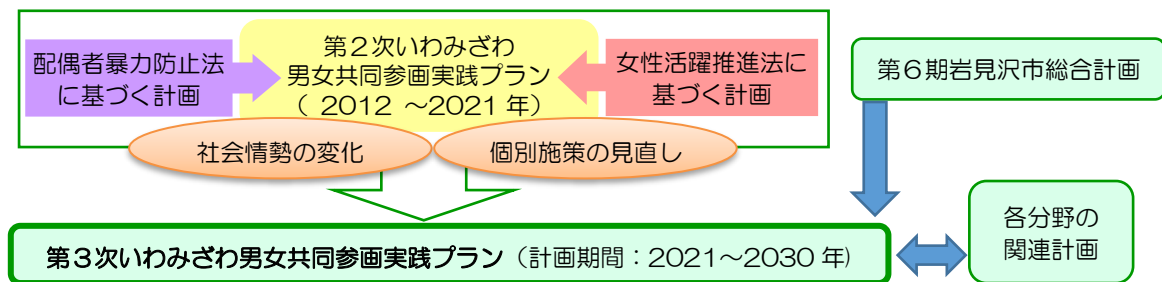 配偶者暴力防止法
に基づく計画
第２次いわみざわ
男女共同参画実践プラン
（ 2012 ～2021 年）
女性活躍推進法に
基づく計画
第６期岩見沢市総合計画
社会情勢の変化
個別施策の見直し
各分野の
関連計画
第３次いわみざわ男女共同参画実践プラン（計画期間：2021～2030 年)